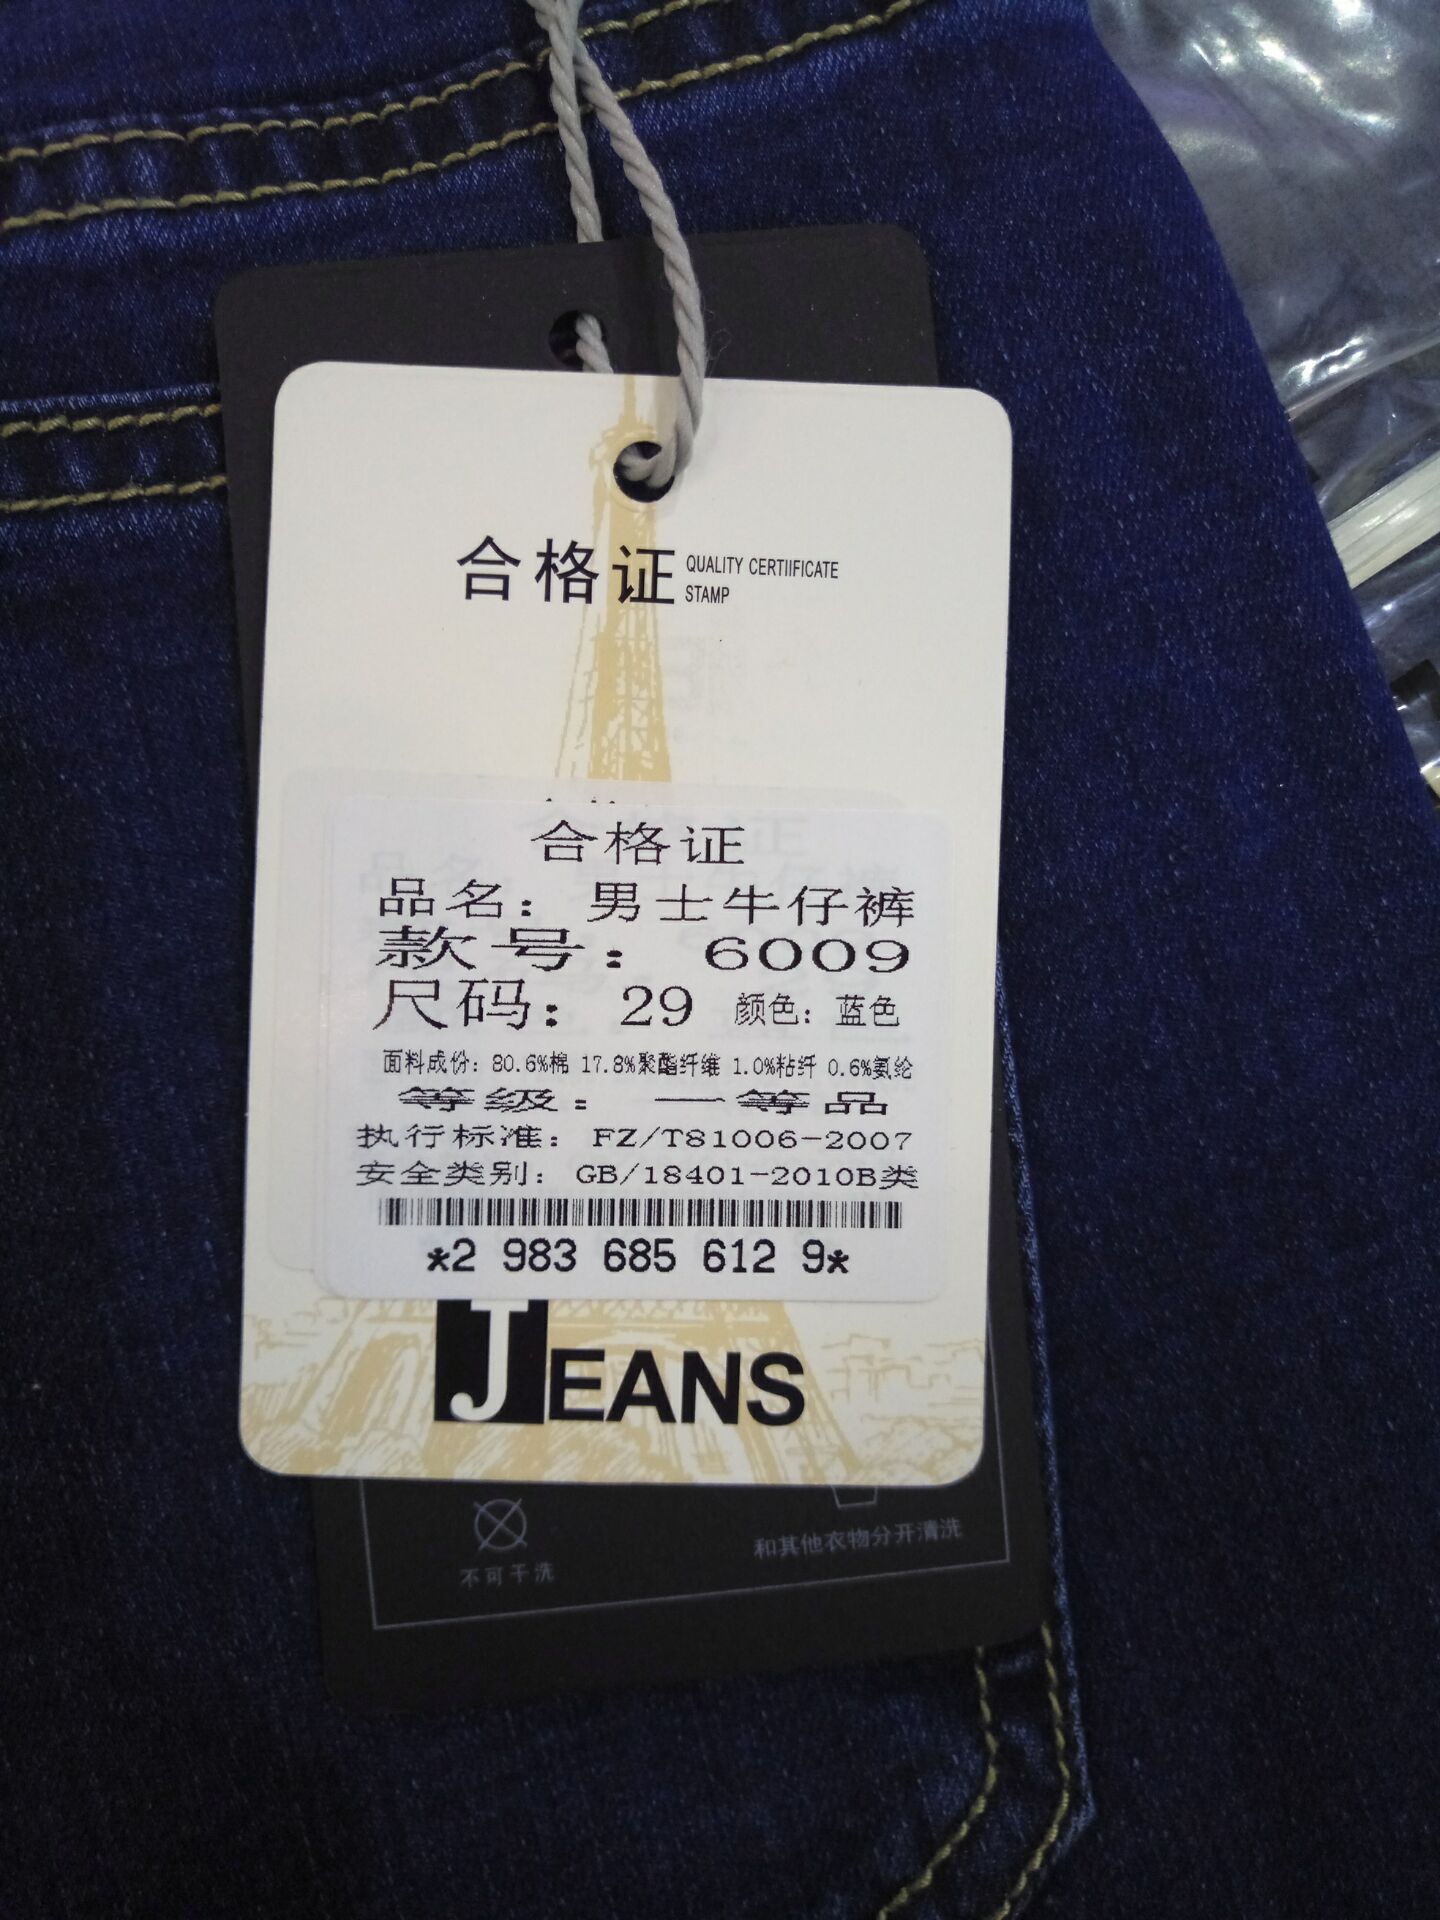 合格证 QUALITY CERTIIFICATE
STAMP
合格证
品名：男士牛仔裤
款号：6009
尺码：29 颜色：蓝色
面料成份：80.6%棉 17.8%聚酯纤维 1.0%粘纤 0.6%氨纶
等级：一等品
执行标准：FZ/T81006-2007
安全类别：GB/18401-2010B类
*2 983 685 612 9*
JEANS
不可干洗
和其他衣物分开清洗